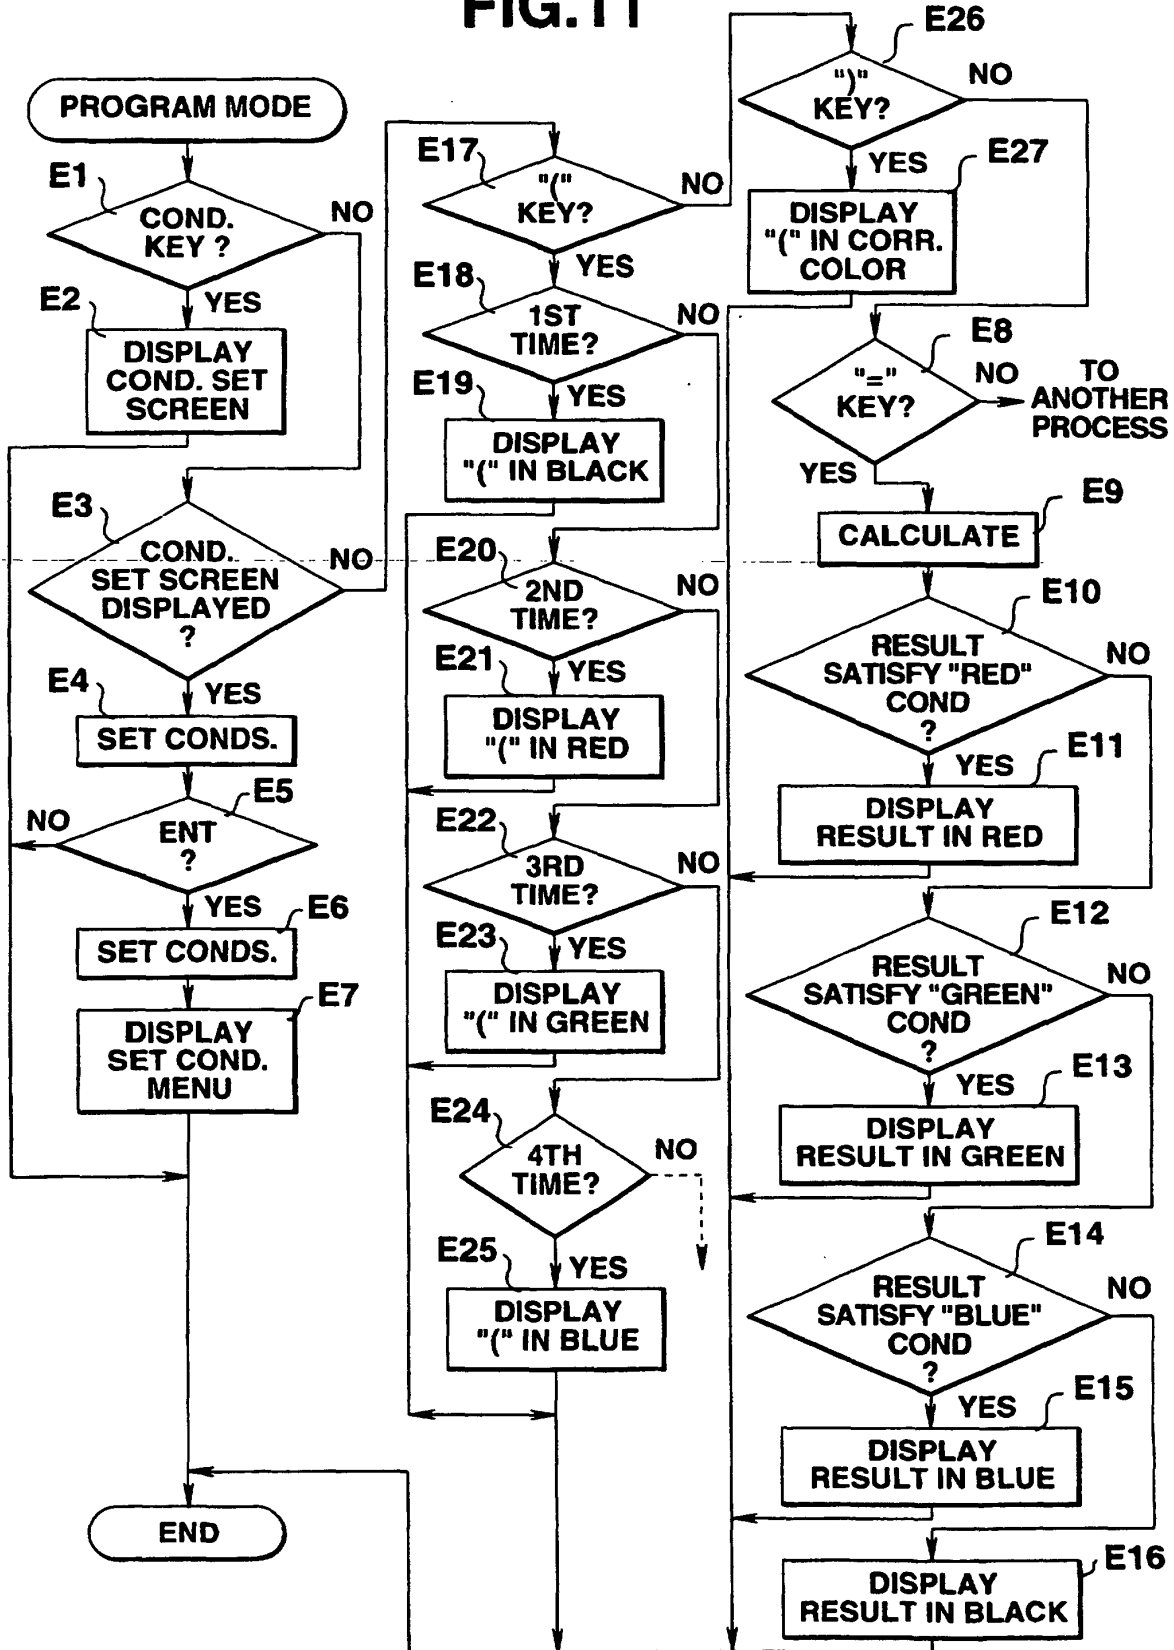 FIG.11
PROGRAM MODE
E1
COND.
KEY ?
NO
YES
E2
DISPLAY
COND. SET
SCREEN
E3
COND.
SET SCREEN
DISPLAYED
?
NO
YES
E4
SET CONDS.
E5
ENT
?
NO
YES
E6
SET CONDS.
E7
DISPLAY
SET COND.
MENU
END
E17
"("
KEY?
NO
YES
E18
1ST
TIME?
NO
YES
E19
DISPLAY
"(" IN BLACK
E20
2ND
TIME?
NO
YES
E21
DISPLAY
"(" IN RED
E22
3RD
TIME?
NO
YES
E23
DISPLAY
"(" IN GREEN
E24
4TH
TIME?
NO
YES
E25
DISPLAY
"(" IN BLUE
E26
")"
KEY?
NO
YES
E27
DISPLAY
"(" IN CORR.
COLOR
E8
"="
KEY?
NO
TO
ANOTHER
PROCESS
YES
E9
CALCULATE
E10
RESULT
SATISFY "RED"
COND
?
NO
YES
E11
DISPLAY
RESULT IN RED
E12
RESULT
SATISFY "GREEN"
COND
?
NO
YES
E13
DISPLAY
RESULT IN GREEN
E14
RESULT
SATISFY "BLUE"
COND
?
NO
YES
E15
DISPLAY
RESULT IN BLUE
E16
DISPLAY
RESULT IN BLACK